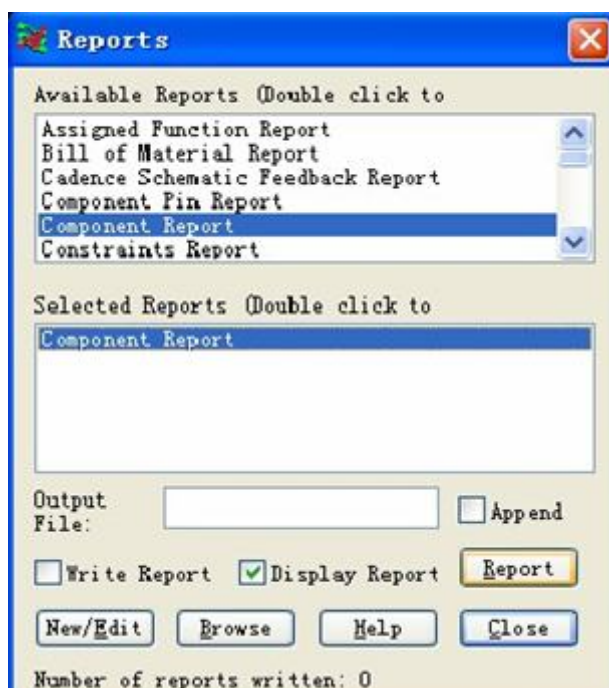 Reports
Available Reports (Double click to
Assigned Function Report
Bill of Material Report
Cadence Schematic Feedback Report
Component Pin Report
Component Report
Constraints Report
Selected Reports (Double click to
Component Report
Output
File:
Append
Write Report Display Report Report
New/Edit Browse Help Close
Number of reports written: 0